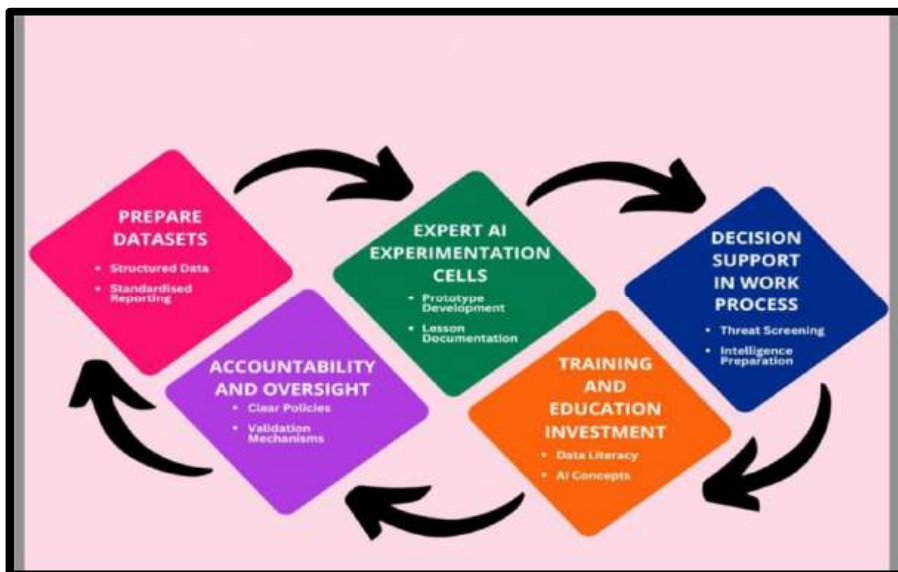 PREPARE
DATASETS
• Structured Data
• Standardised
Reporting
EXPERT AI
EXPERIMENTATION
CELLS
• Prototype
Development
• Lesson
Documentation
DECISION
SUPPORT
IN WORK
PROCESS
• Threat Screening
• Intelligence
Preparation
TRAINING
AND
EDUCATION
INVESTMENT
• Data Literacy
• AI Concepts
ACCOUNTABILITY
AND OVERSIGHT
• Clear Policies
• Validation
Mechanisms